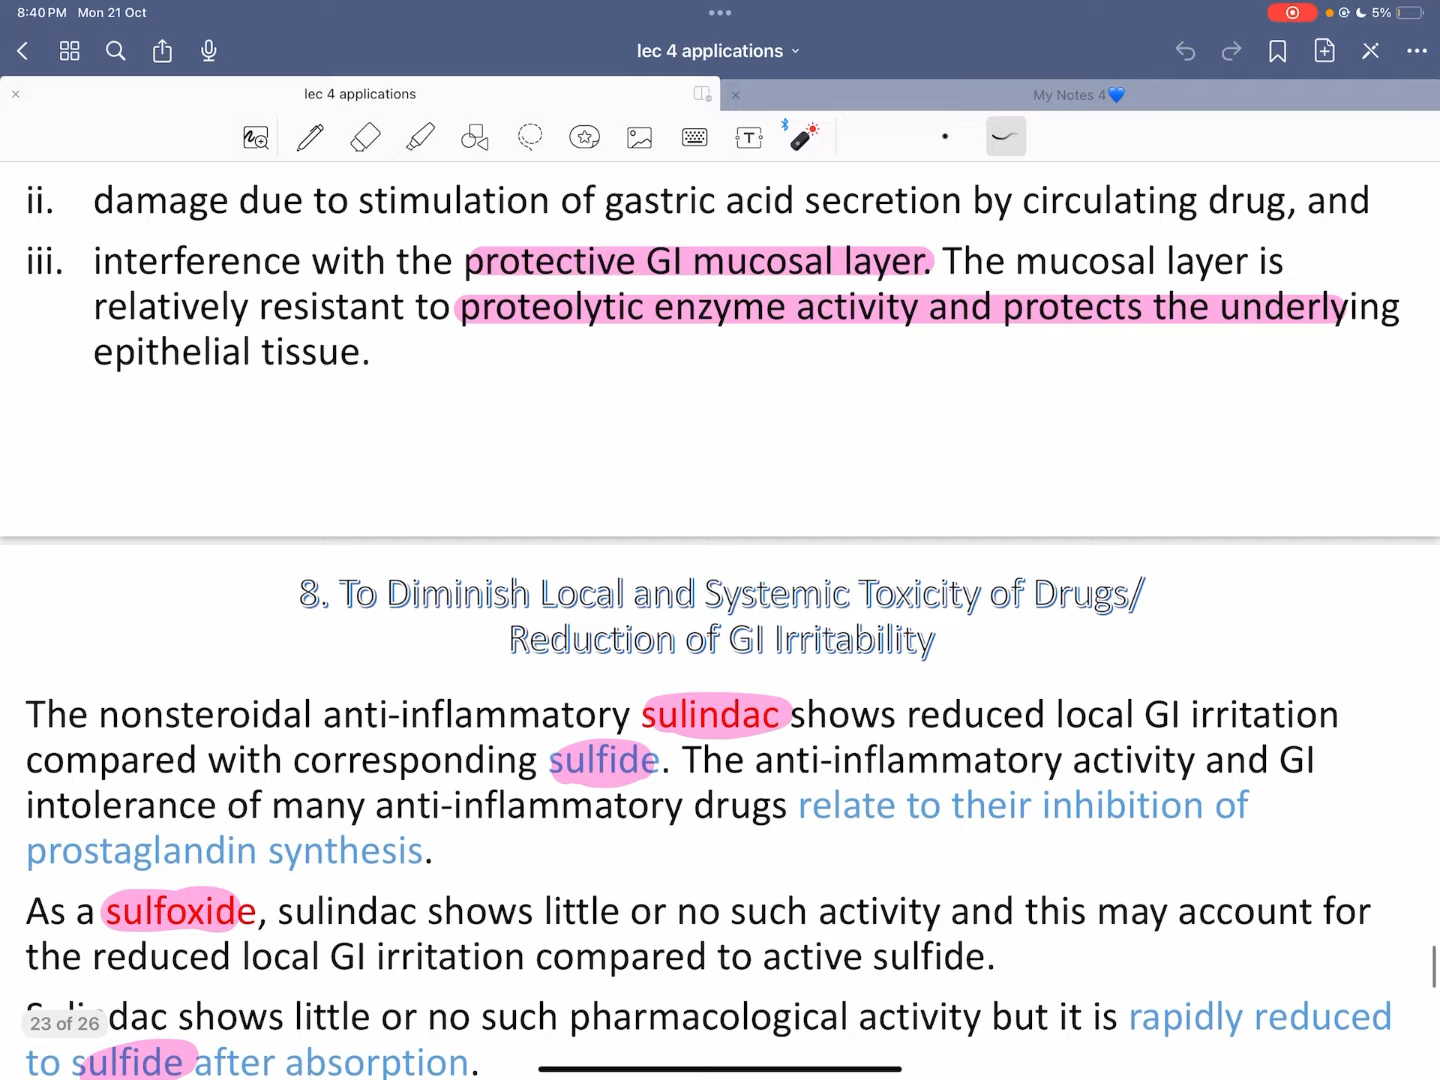 8:40 PM Mon 21 Oct
5%
lec 4 applications
lec 4 applications
My Notes 4💙
T
ii. damage due to stimulation of gastric acid secretion by circulating drug, and
iii. interference with the protective GI mucosal layer. The mucosal layer is
relatively resistant to proteolytic enzyme activity and protects the underlying
epithelial tissue.
8. To Diminish Local and Systemic Toxicity of Drugs/
Reduction of GI Irritability
The nonsteroidal anti-inflammatory sulindac shows reduced local GI irritation
compared with corresponding sulfide. The anti-inflammatory activity and GI
intolerance of many anti-inflammatory drugs relate to their inhibition of
prostaglandin synthesis.
As a sulfoxide, sulindac shows little or no such activity and this may account for
the reduced local GI irritation compared to active sulfide.
23 of 26
dac shows little or no such pharmacological activity but it is rapidly reduced
to sulfide after absorption.